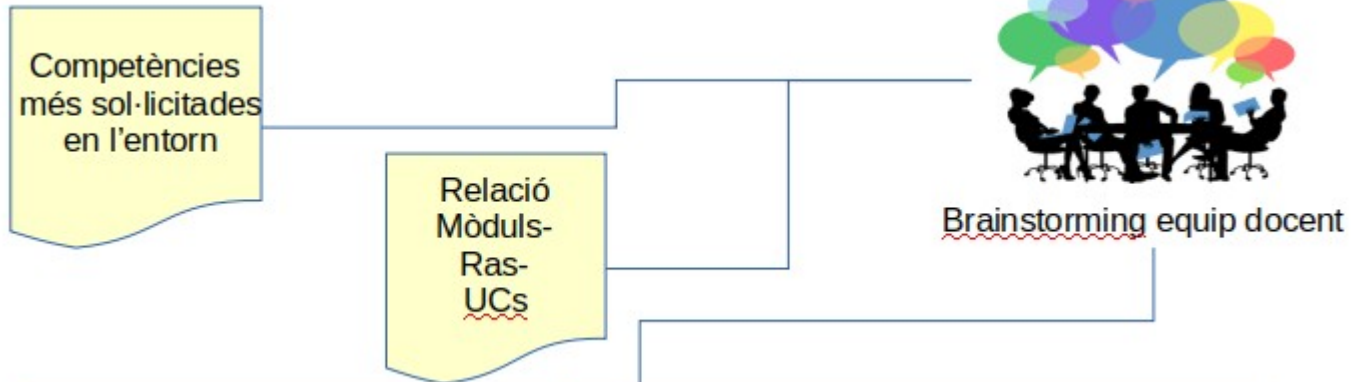 Competències
més sol·licitades
en l'entorn
Relació
Mòduls-
Ras-
UCs
Brainstorming equip docent